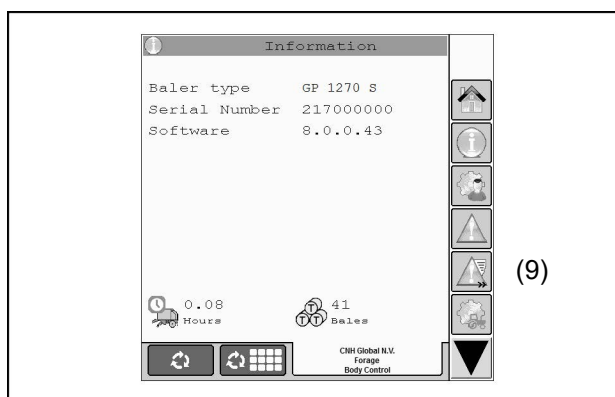 Information
Baler type GP 1270 S
Serial Number 217000000
Software 8.0.0.43
(9)
0.08
Hours
41
Bales
CNH Global N.V.
Forage
Body Control